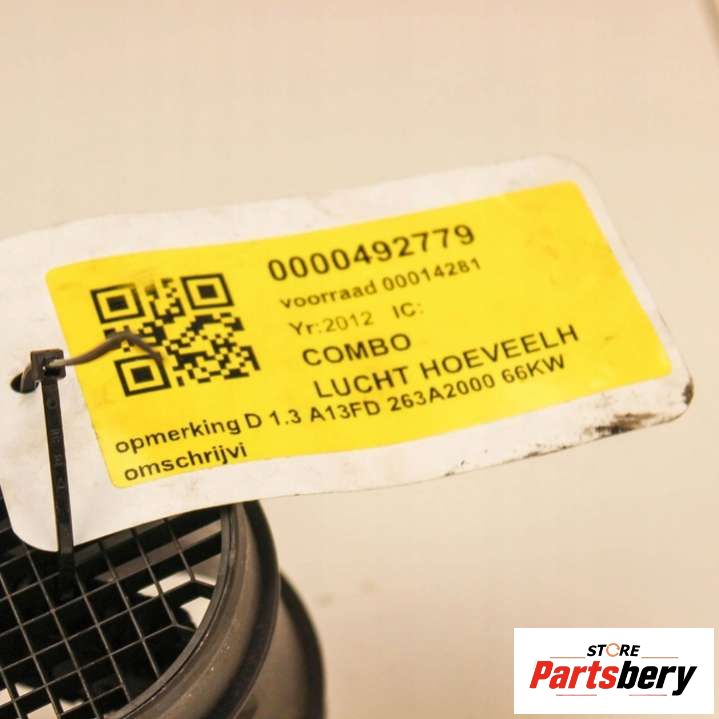 0000492779
voorraad 00014281
Yr:2012 IC:
COMBO
LUCHT HOEVEELH
opmerking D 1.3 A13FD 263A2000 66KW
omschrijvi
STORE
Partsbery